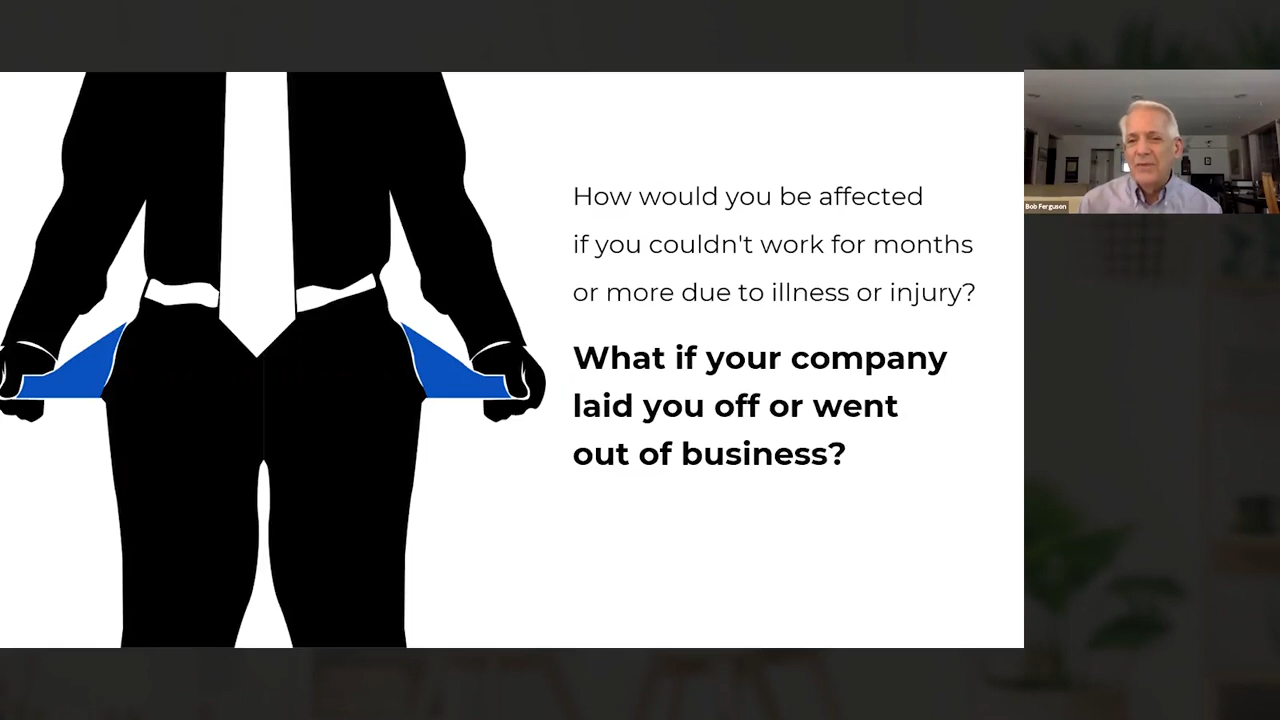 How would you be affected
if you couldn't work for months
or more due to illness or injury?
What if your company
laid you off or went
out of business?
Bob Ferguson